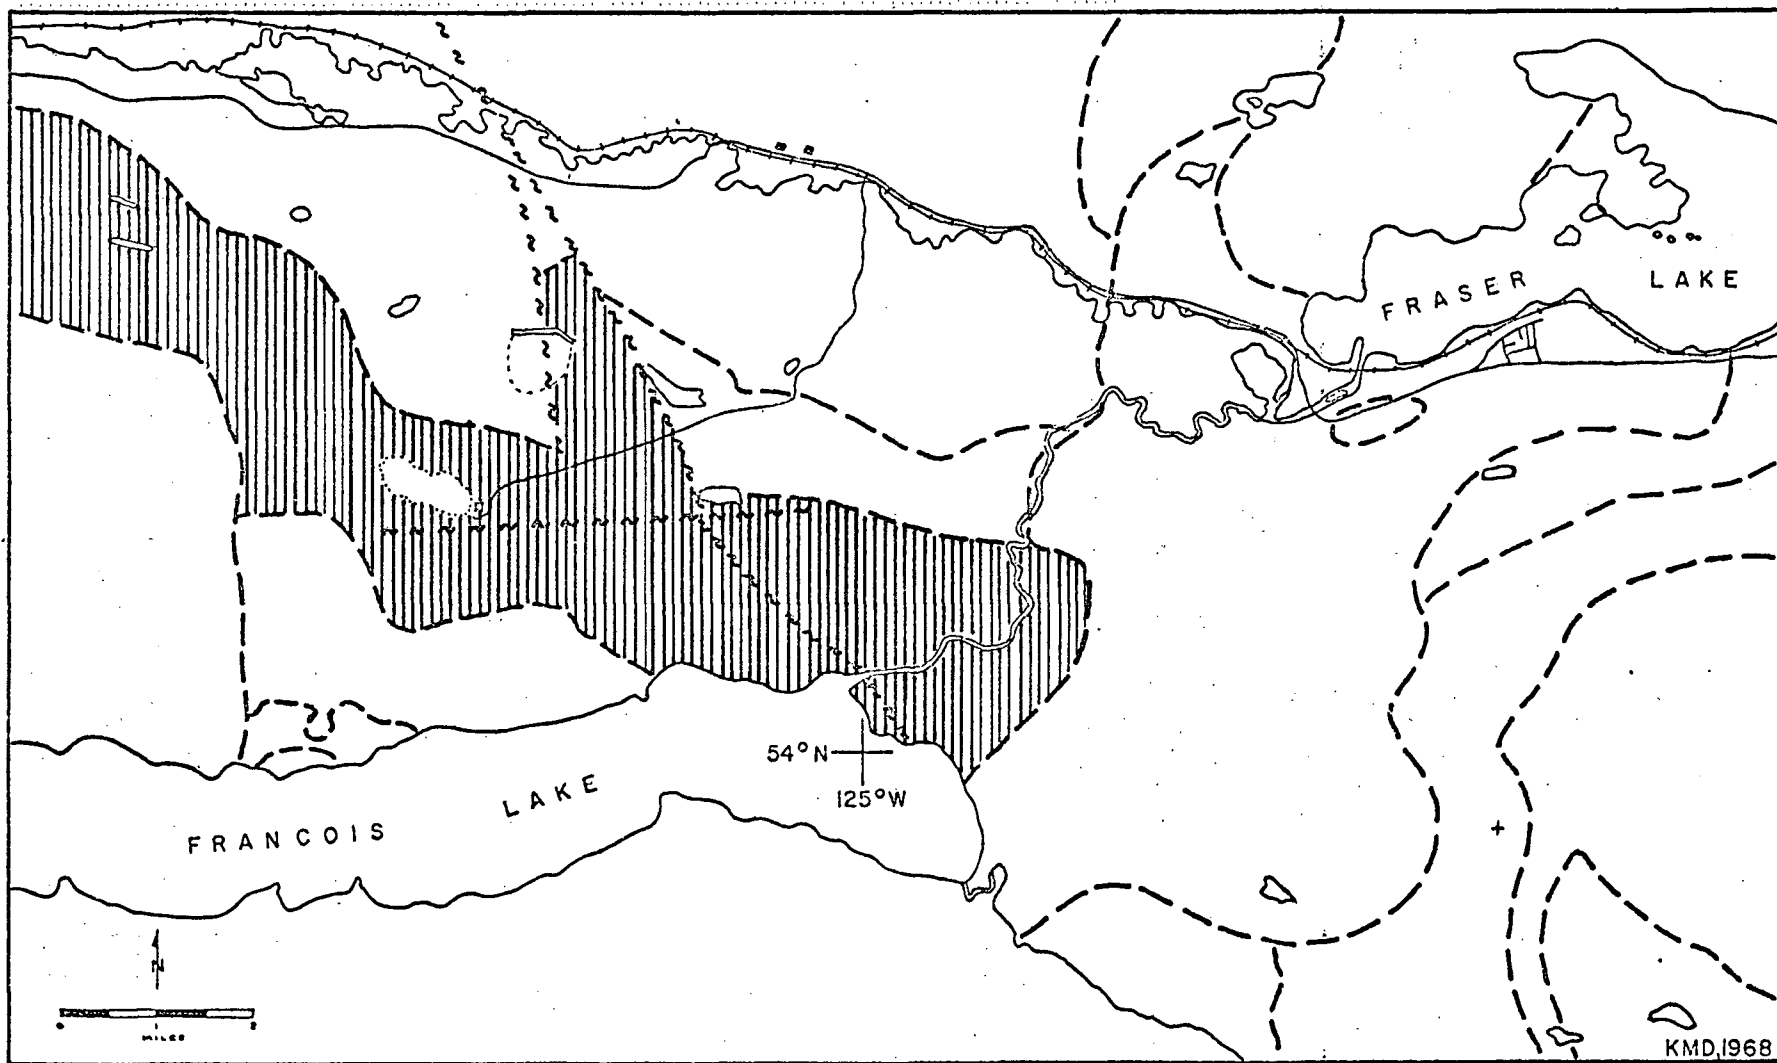 FRASER LAKE
54°N
125°W
FRANCOIS LAKE
N
0 2
MILES
KMD,1968